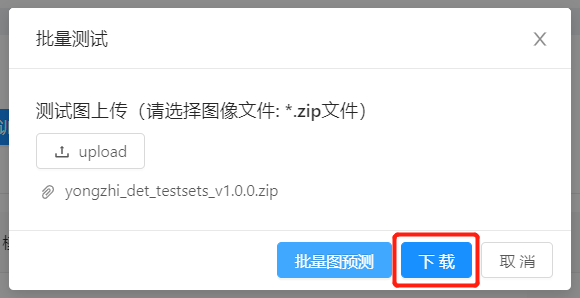 批量测试
测试图上传（请选择图像文件: *.zip文件）
upload
yongzhi_det_testsets_v1.0.0.zip
批量图预测
下 载
取 消